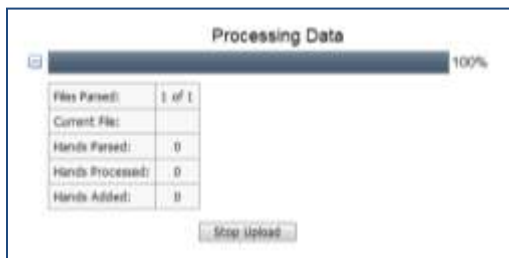 Processing Data
100%
Files Parsed: 1 of 1
Current File:
Hands Parsed: 0
Hands Processed: 0
Hands Added: 0
Stop Upload